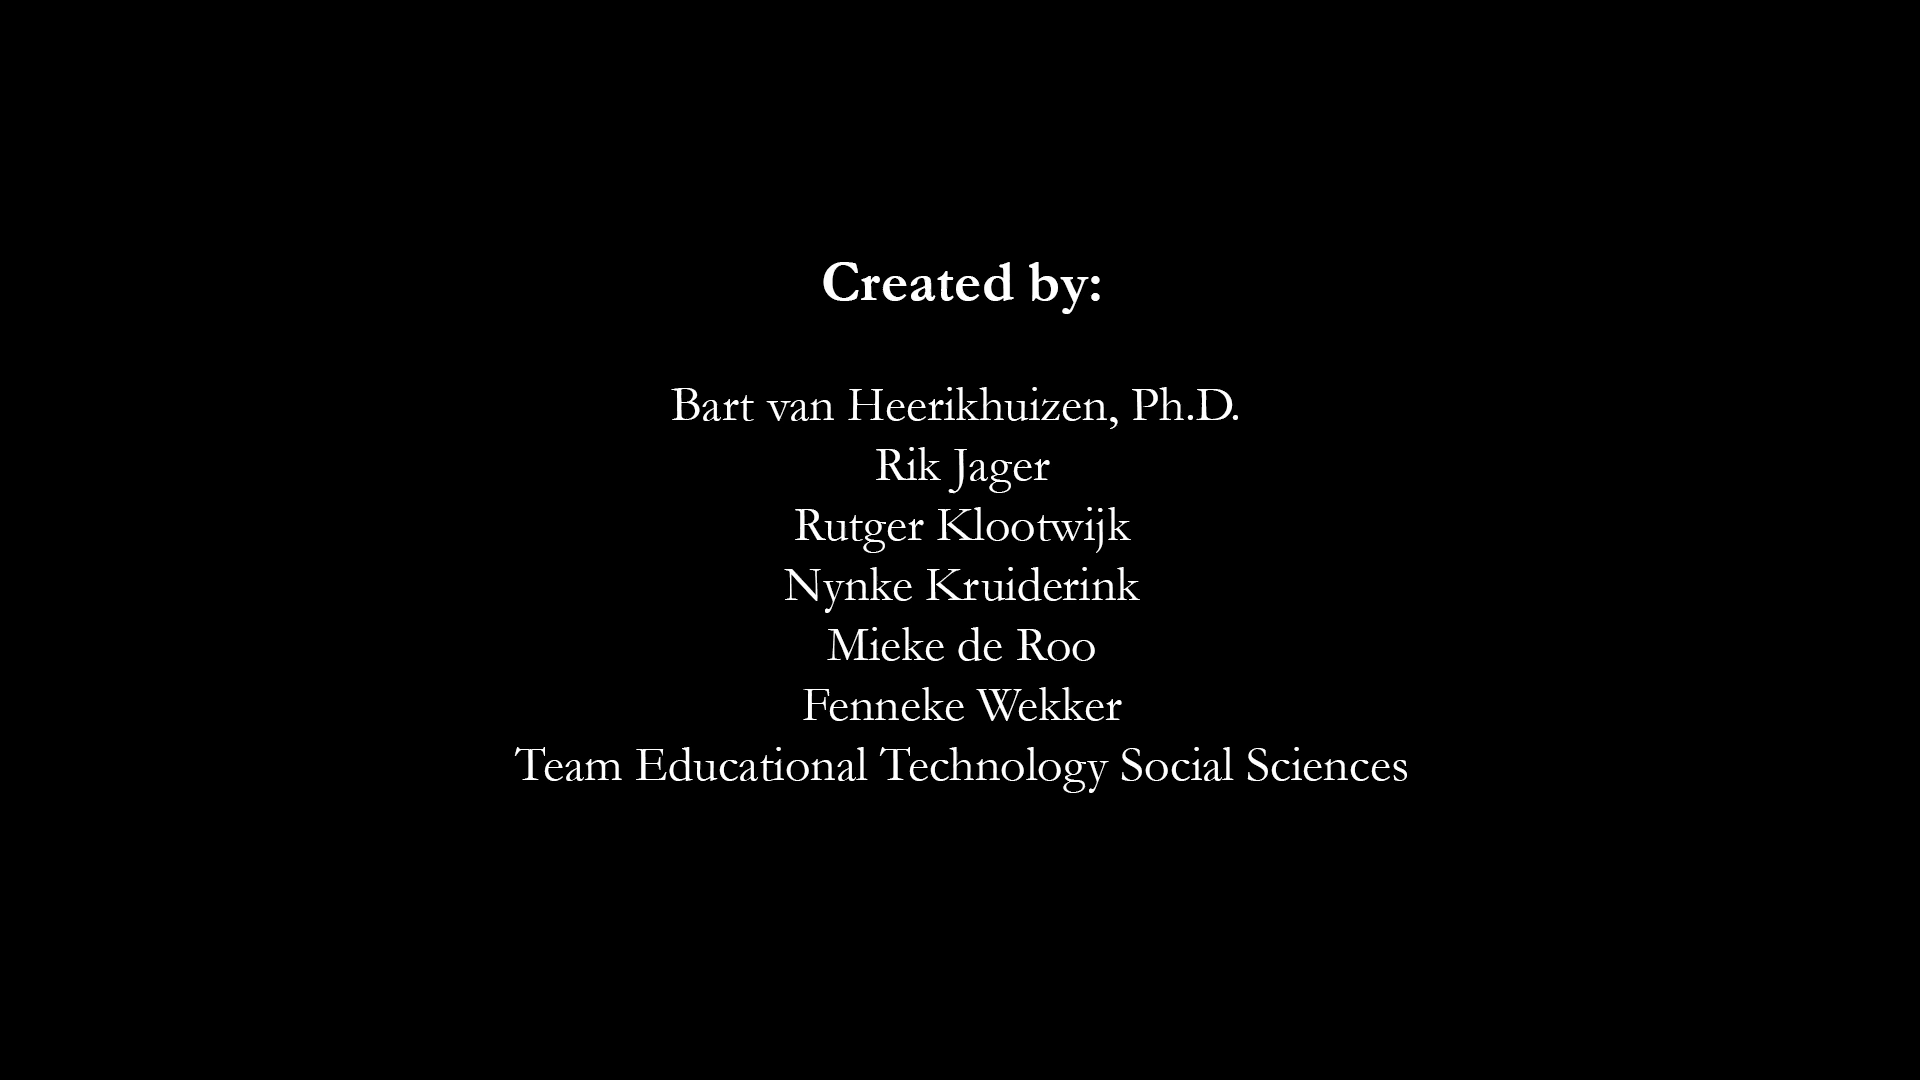 Created by:
Bart van Heerikhuizen, Ph.D.
Rik Jager
Rutger Klootwijk
Nynke Kruiderink
Mieke de Roo
Fenneke Wekker
Team Educational Technology Social Sciences